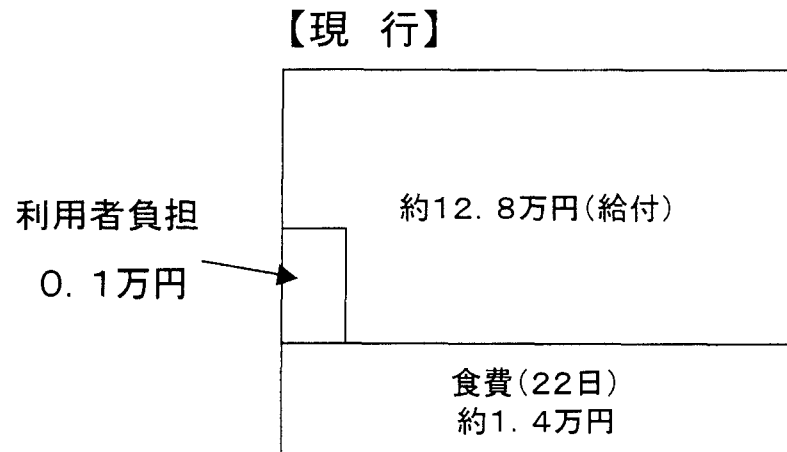 【現 行】
約12.8万円(給付)
利用者負担
0.1万円
食費(22日)
約1.4万円